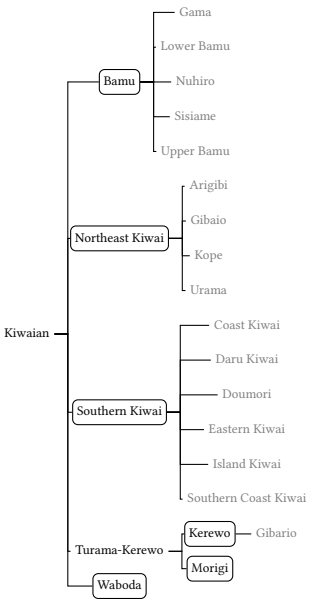 Gama
Lower Bamu
Bamu
Nuhiro
Sisiame
Upper Bamu
Arigibi
Gibaio
Northeast Kiwai
Kope
Urama
Coast Kiwai
Kiwaian
Daru Kiwai
Doumori
Southern Kiwai
Eastern Kiwai
Island Kiwai
Southern Coast Kiwai
Kerewo
Gibario
Turama-Kerewo
Morigi
Waboda